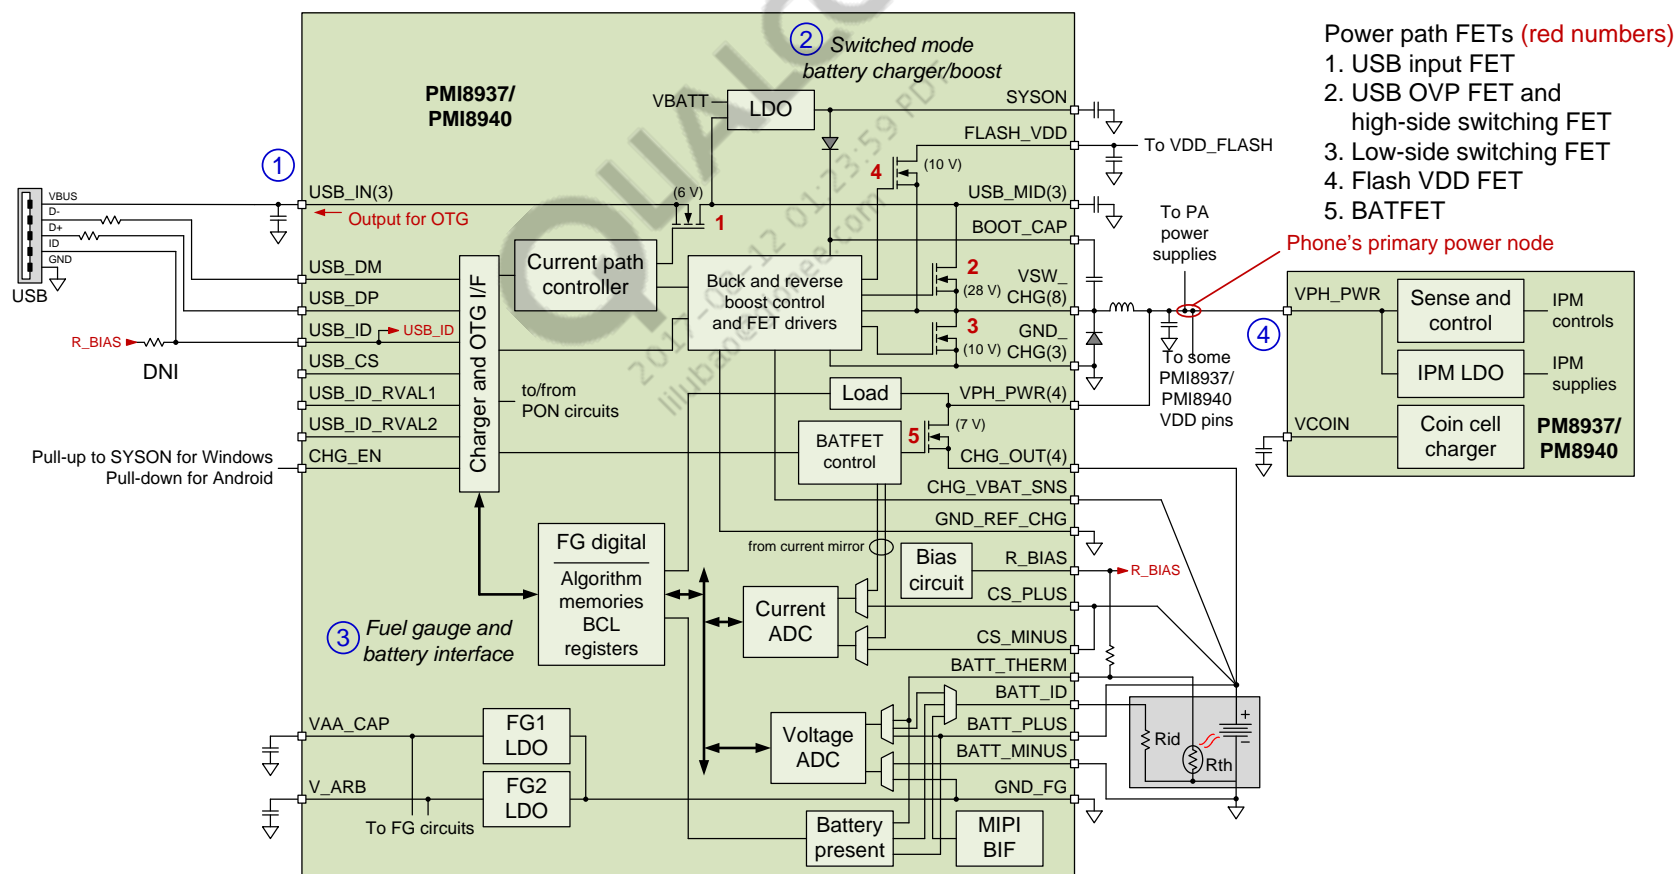 QUALCO
2017-08-12 01:23:59 PDT
Power path FETs (red numbers)
1. USB input FET
2. USB OVP FET and
high-side switching FET
3. Low-side switching FET
4. Flash VDD FET
5. BATFET
Phone's primary power node
PMI8937/
PMI8940
2
Switched mode
battery charger/boost
VBATT
LDO
SYSON
FLASH_VDD
To VDD_FLASH
4
(10 V)
1
USB_IN(3)
Output for OTG
(6 V)
1
USB_MID(3)
BOOT_CAP
VBUS
D-
D+
ID
GND
USB
USB_DM
USB_DP
USB_ID
USB_ID
R_BIAS
DNI
USB_CS
USB_ID_RVAL1
USB_ID_RVAL2
CHG_EN
Pull-up to SYSON for Windows
Pull-down for Android
Charger and OTG I/F
Current path
controller
Buck and reverse
boost control
and FET drivers
2
(28 V)
VSW_
CHG(8)
3
(10 V)
GND_
CHG(3)
to/from
PON circuits
Load
VPH_PWR(4)
(7 V)
5
BATFET
control
CHG_OUT(4)
CHG_VBAT_SNS
GND_REF_CHG
To PA
power
supplies
To some
PMI8937/
PMI8940
VDD pins
4
VPH_PWR
Sense and
control
IPM
controls
IPM LDO
IPM
supplies
VCOIN
Coin cell
charger
PM8937/
PM8940
FG digital
Algorithm
memories
BCL
registers
3
Fuel gauge and
battery interface
from current mirror
Bias
circuit
R_BIAS
R_BIAS
Current
ADC
CS_PLUS
CS_MINUS
BATT_THERM
BATT_ID
BATT_PLUS
BATT_MINUS
GND_FG
Voltage
ADC
VAA_CAP
FG1
LDO
V_ARB
FG2
LDO
To FG circuits
Battery
present
MIPI
BIF
Rid
Rth
+
−